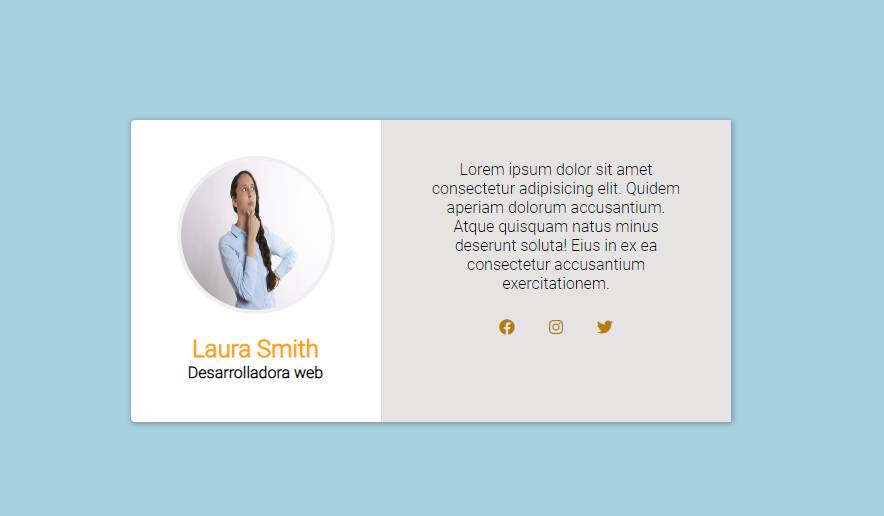 Laura Smith
Desarrolladora web
Lorem ipsum dolor sit amet
consectetur adipisicing elit. Quidem
aperiam dolorum accusantium.
Atque quisquam natus minus
deserunt soluta! Eius in ex ea
consectetur accusantium
exercitationem.